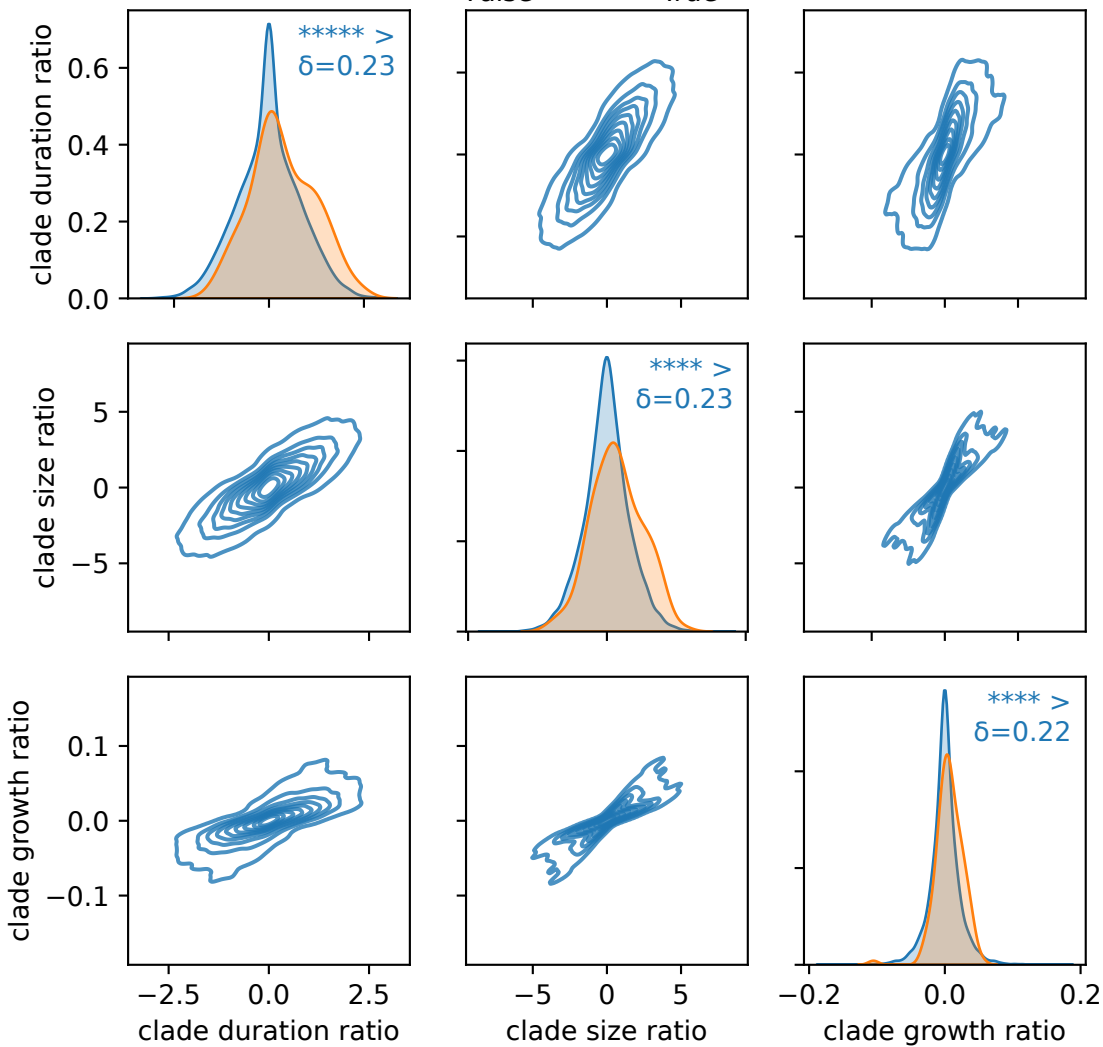 ***** >
δ=0.23
clade duration ratio
0.6
0.4
0.2
0.0
**** >
δ=0.23
clade size ratio
5
0
−5
**** >
δ=0.22
clade growth ratio
0.1
0.0
−0.1
−2.5 0.0 2.5 −5 0 5 −0.2 0.0 0.2
clade duration ratio clade size ratio clade growth ratio